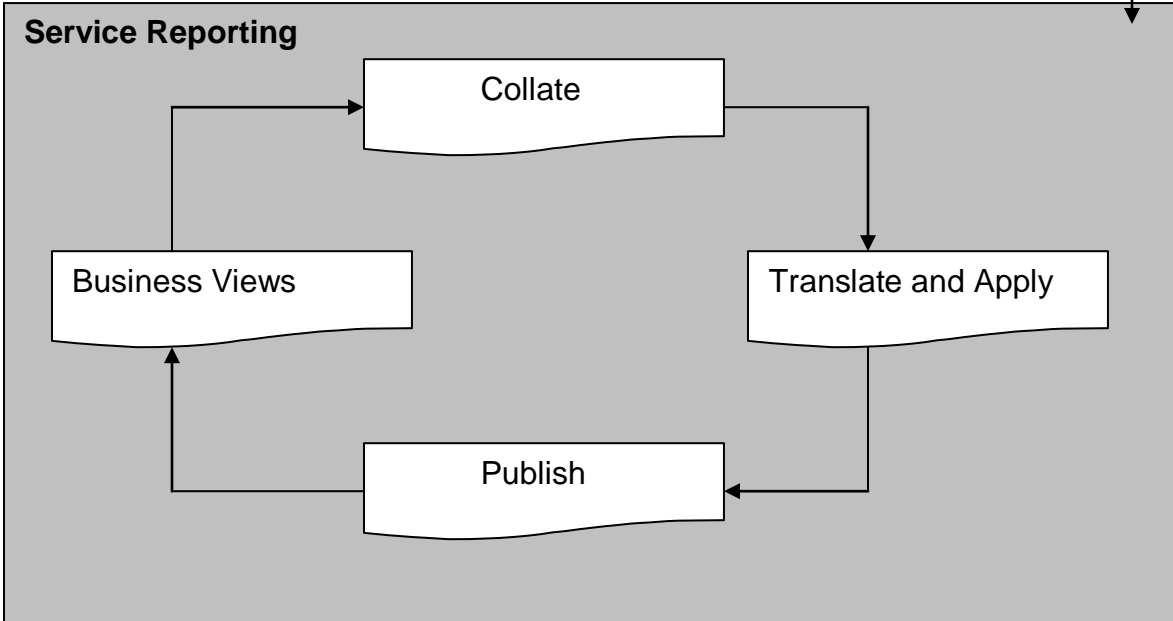 Service Reporting
Collate
Business Views
Translate and Apply
Publish